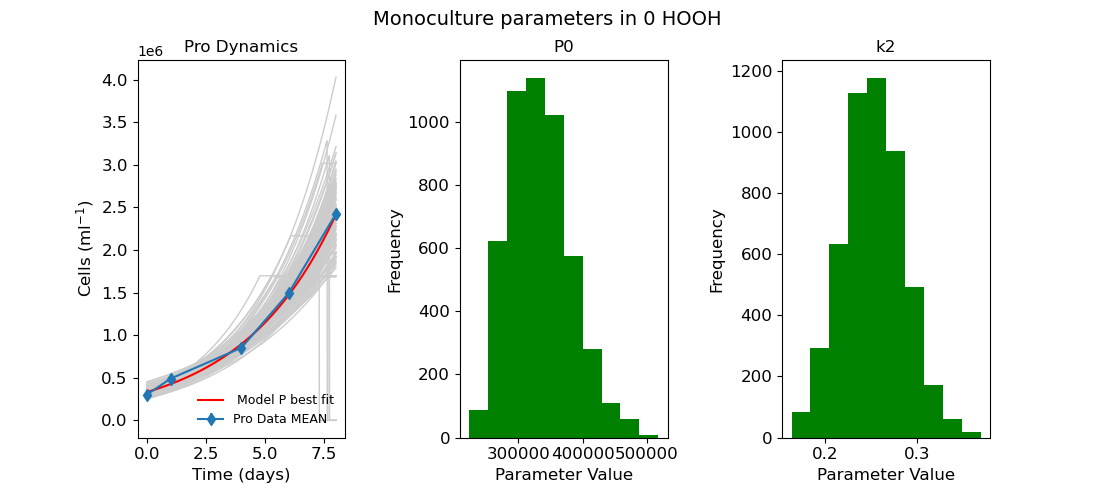 Monoculture parameters in 0 HOOH
Pro Dynamics
1e6
4.0
3.5
3.0
2.5
2.0
1.5
1.0
0.5
0.0
Cells (ml⁻¹)
Model P best fit
Pro Data MEAN
0.0 2.5 5.0 7.5
Time (days)
P0
1000
800
600
400
200
0
Frequency
300000 400000 500000
Parameter Value
k2
1200
1000
800
600
400
200
0
Frequency
0.2 0.3
Parameter Value